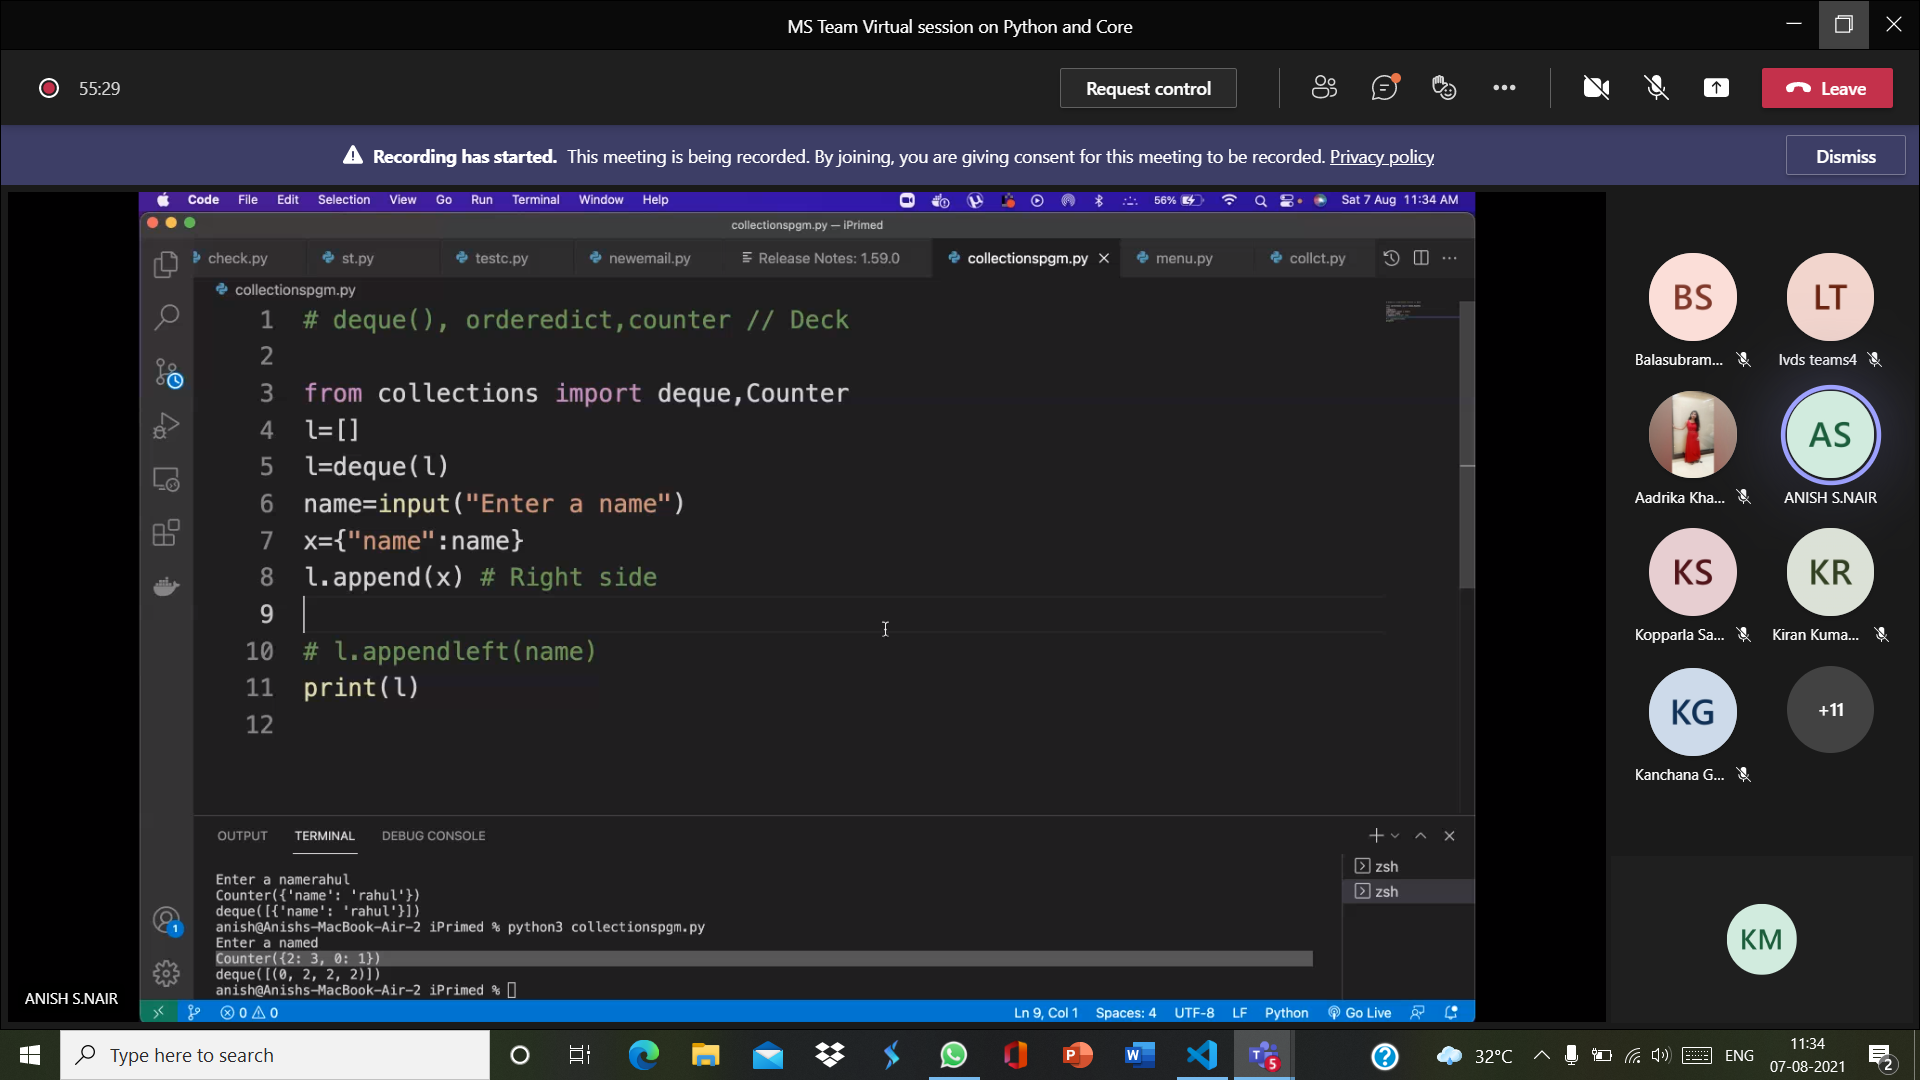 MS Team Virtual session on Python and Core
55:29
Request control
Leave
Recording has started. This meeting is being recorded. By joining, you are giving consent for this meeting to be recorded. Privacy policy
Dismiss
Code File Edit Selection View Go Run Terminal Window Help
56% Sat 7 Aug 11:34 AM
collectionspgm.py — iPrimed
check.py st.py testc.py newemail.py Release Notes: 1.59.0 collectionspgm.py menu.py collct.py
collectionspgm.py
1 # deque(), orderedict,counter // Deck
2
3 from collections import deque,Counter
4 l=[]
5 l=deque(l)
6 name=input("Enter a name")
7 x={"name":name}
8 l.append(x) # Right side
9
10 # l.appendleft(name)
11 print(l)
12
OUTPUT TERMINAL DEBUG CONSOLE
Enter a namerahul
Counter({'name': 'rahul'})
deque([{'name': 'rahul'}])
anish@Anishs-MacBook-Air-2 iPrimed % python3 collectionspgm.py
Enter a named
Counter({2: 3, 0: 1})
deque([(0, 2, 2, 2)])
anish@Anishs-MacBook-Air-2 iPrimed %
zsh
zsh
1
0 0
Ln 9, Col 1 Spaces: 4 UTF-8 LF Python Go Live
ANISH S.NAIR
BS LT
Balasubram... lvds teams4
AS
Aadrika Kha... ANISH S.NAIR
KS KR
Kopparla Sa... Kiran Kuma...
KG +11
Kanchana G...
KM
Type here to search
5
32°C
ENG
11:34
07-08-2021
2